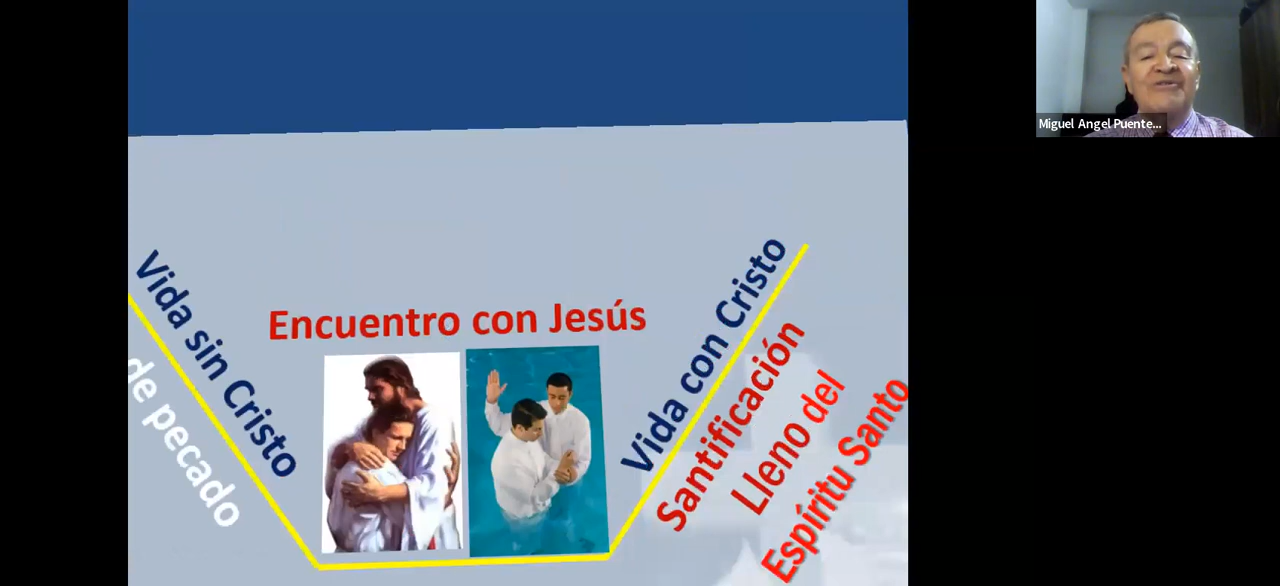 Miguel Angel Puente...
Vida sin Cristo
de pecado
Encuentro con Jesús
Vida con Cristo
Santificación
Lleno del
Espíritu Santo